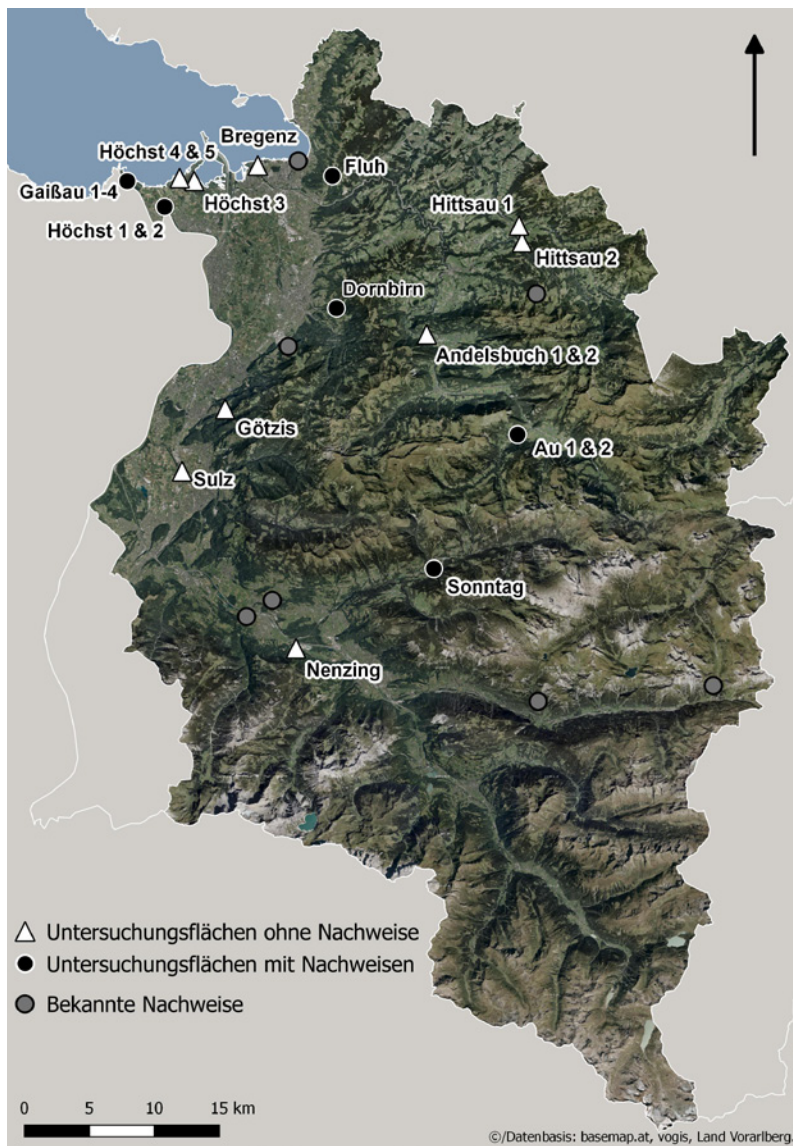 Bregenz
Höchst 4 & 5
Fluh
Gaißau 1-4
Höchst 3
Hittsau 1
Höchst 1 & 2
Hittsau 2
Dornbirn
Andelsbuch 1 & 2
Götzis
Au 1 & 2
Sulz
Sonntag
Nenzing
Untersuchungsflächen ohne Nachweise
Untersuchungsflächen mit Nachweisen
Bekannte Nachweise
0 5 10 15 km
©/Datenbasis: basemap.at, vogis, Land Vorarlberg